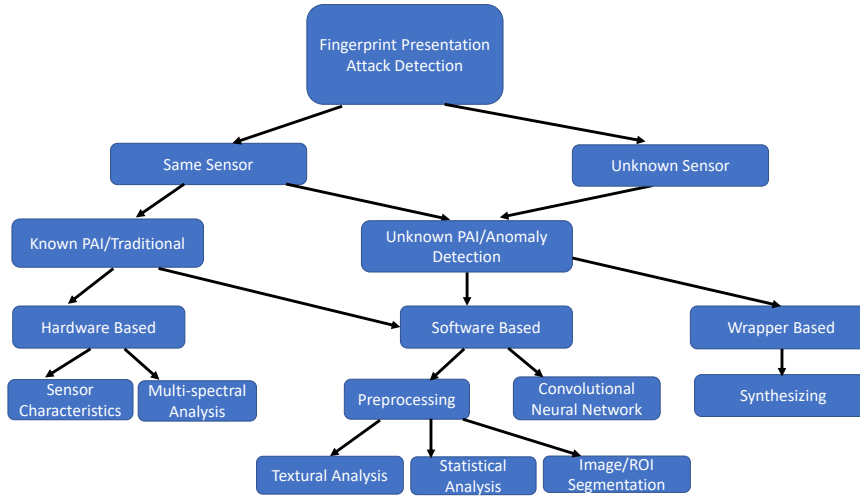 Fingerprint Presentation
Attack Detection
Same Sensor
Unknown Sensor
Known PAI/Traditional
Unknown PAI/Anomaly
Detection
Hardware Based
Software Based
Wrapper Based
Sensor
Characteristics
Multi-spectral
Analysis
Preprocessing
Convolutional
Neural Network
Synthesizing
Textural Analysis
Statistical
Analysis
Image/ROI
Segmentation